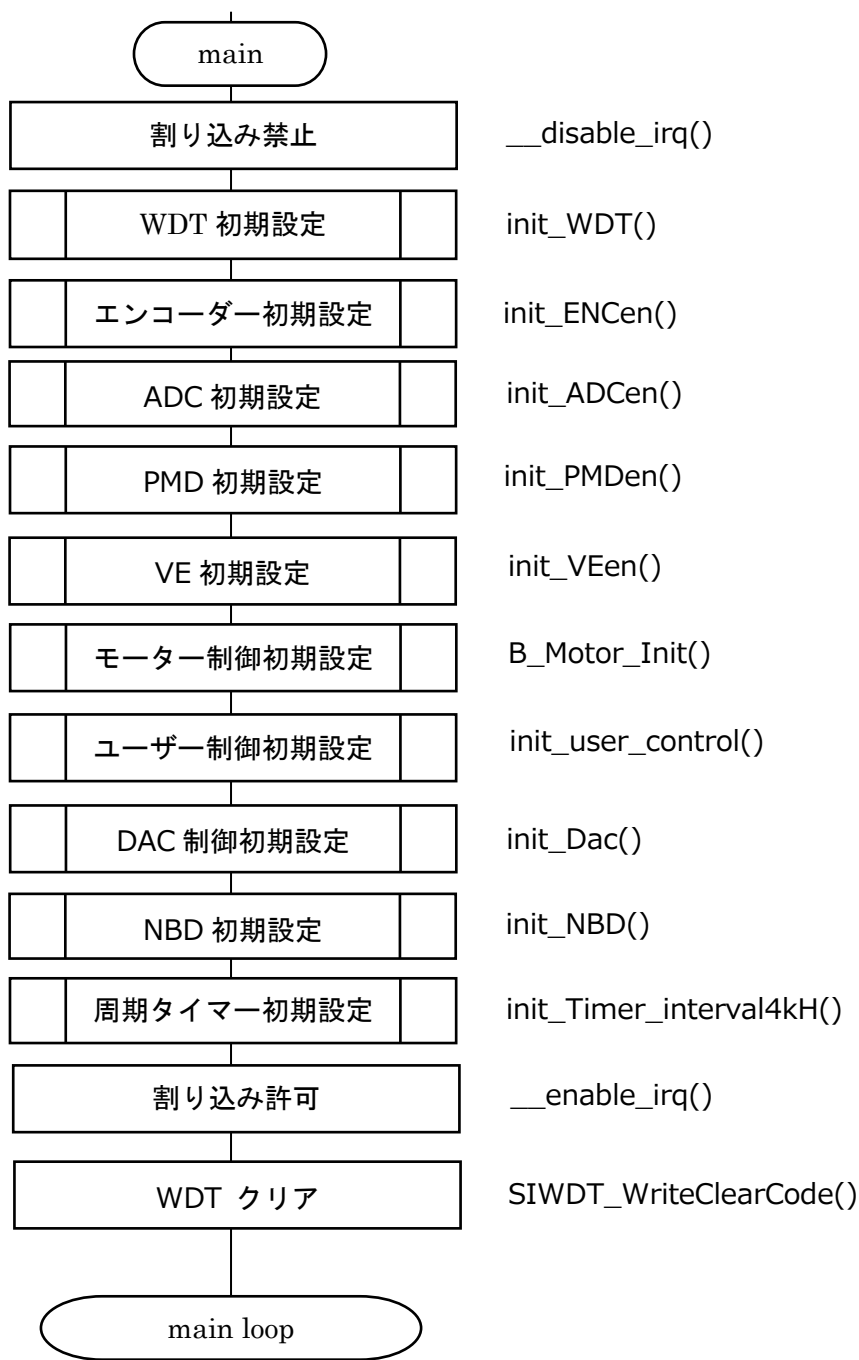 main
割り込み禁止 __disable_irq()
WDT 初期設定 init_WDT()
エンコーダー初期設定 init_ENCen()
ADC 初期設定 init_ADCen()
PMD 初期設定 init_PMDen()
VE 初期設定 init_VEen()
モーター制御初期設定 B_Motor_Init()
ユーザー制御初期設定 init_user_control()
DAC 制御初期設定 init_Dac()
NBD 初期設定 init_NBD()
周期タイマー初期設定 init_Timer_interval4kH()
割り込み許可 __enable_irq()
WDT クリア SIWDT_WriteClearCode()
main loop